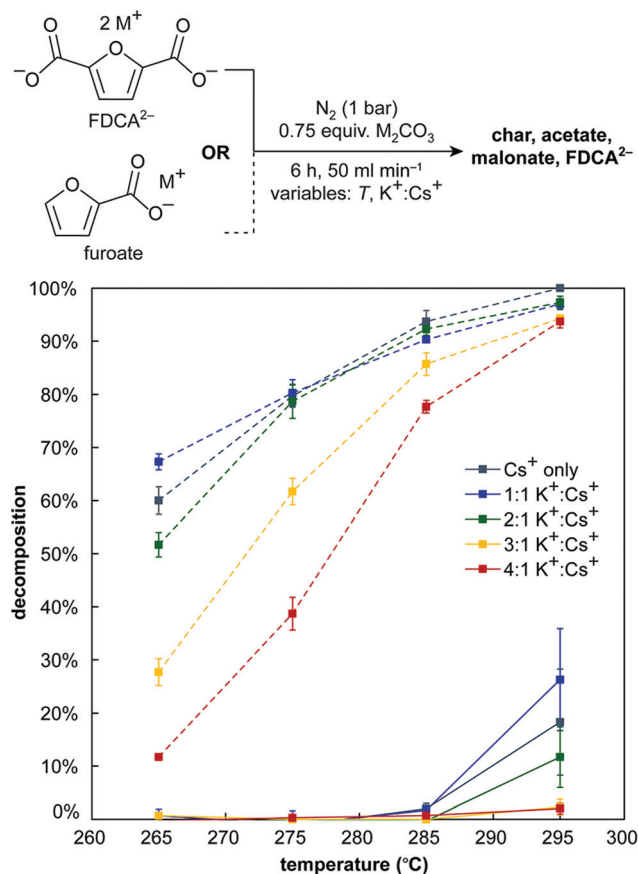 2 M⁺
O
O
O
⁻O
O⁻
FDCA²⁻
OR
O
O
M⁺
O⁻
furoate
N₂ (1 bar)
0.75 equiv. M₂CO₃
6 h, 50 ml min⁻¹
variables: T, K⁺:Cs⁺
char, acetate,
malonate, FDCA²⁻
100%
90%
80%
70%
60%
50%
40%
30%
20%
10%
0%
decomposition
Cs⁺ only
1:1 K⁺:Cs⁺
2:1 K⁺:Cs⁺
3:1 K⁺:Cs⁺
4:1 K⁺:Cs⁺
260 265 270 275 280 285 290 295 300
temperature (°C)